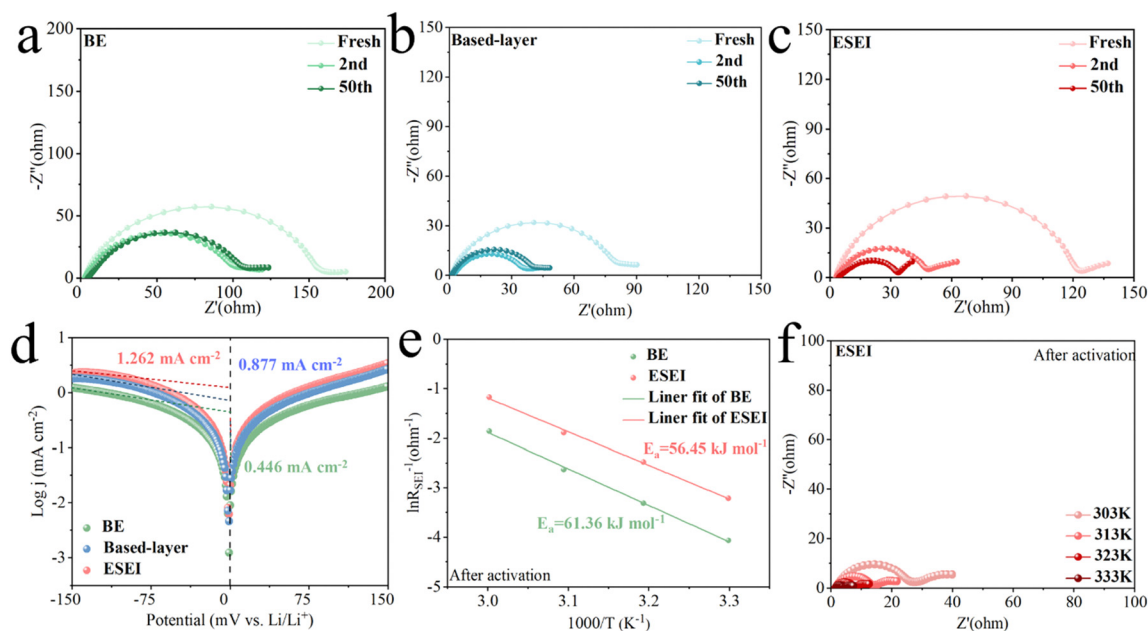 a
BE
Fresh
2nd
50th
200
150
100
50
0
-Z"(ohm)
0 50 100 150 200
Z'(ohm)
b
Based-layer
Fresh
2nd
50th
150
120
90
60
30
0
-Z"(ohm)
0 30 60 90 120 150
Z'(ohm)
c
ESEI
Fresh
2nd
50th
150
120
90
60
30
0
-Z"(ohm)
0 30 60 90 120 150
Z'(ohm)
d
1.262 mA cm⁻²
0.877 mA cm⁻²
0.446 mA cm⁻²
BE
Based-layer
ESEI
1
0
-1
-2
-3
Log j (mA cm⁻²)
-150 -75 0 75 150
Potential (mV vs. Li/Li⁺)
e
BE
ESEI
Liner fit of BE
Liner fit of ESEI
Eₐ=56.45 kJ mol⁻¹
Eₐ=61.36 kJ mol⁻¹
After activation
0
-1
-2
-3
-4
-5
lnR_SEI⁻¹(ohm⁻¹)
3.0 3.1 3.2 3.3
1000/T (K⁻¹)
f
ESEI
After activation
303K
313K
323K
333K
100
80
60
40
20
0
-Z"(ohm)
0 20 40 60 80 100
Z'(ohm)